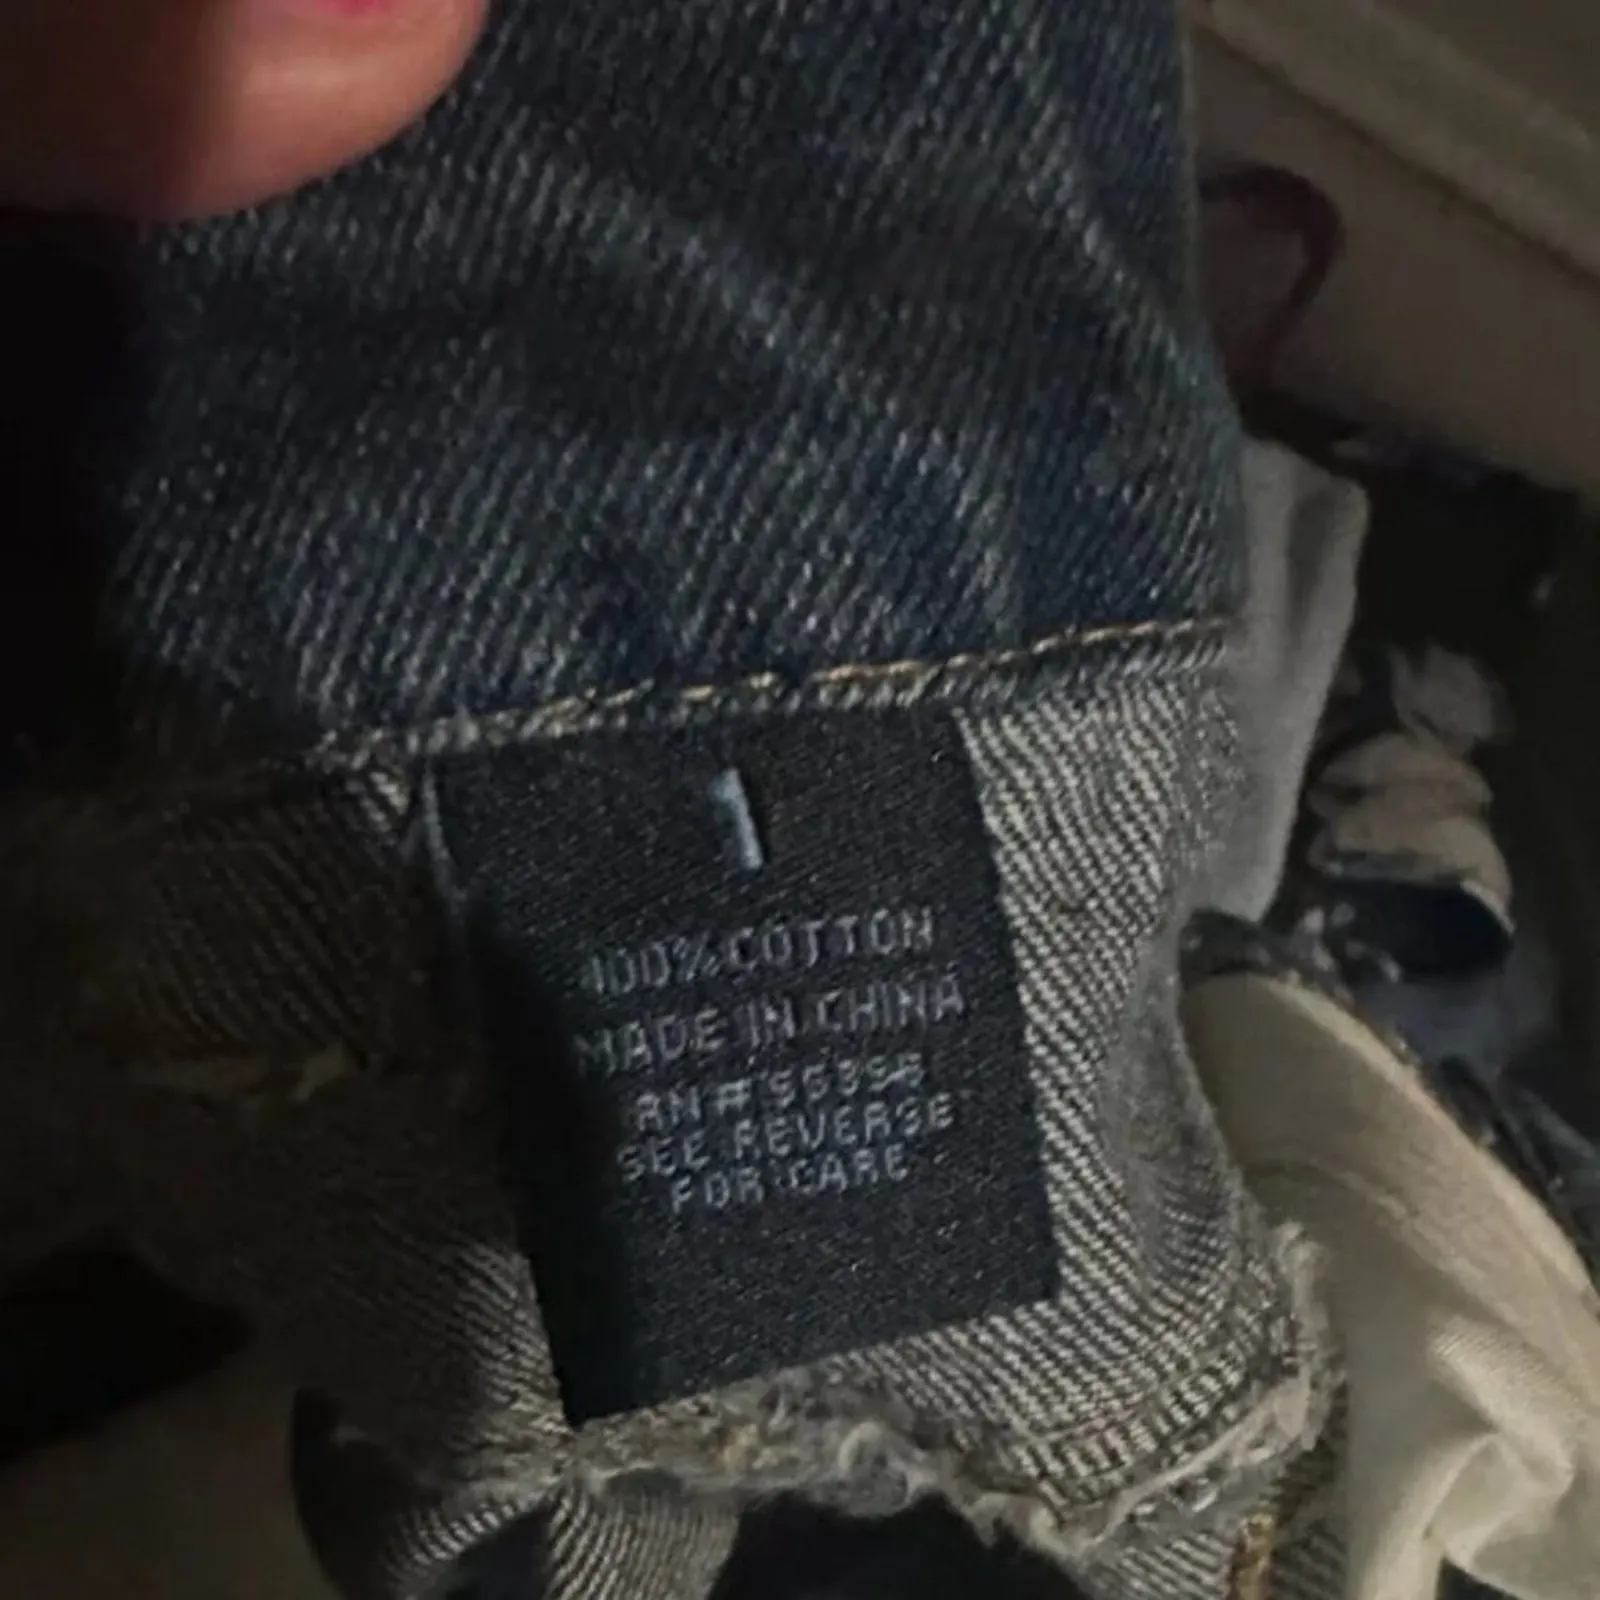 1
100% COTTON
MADE IN CHINA
RN #
SEE REVERSE
FOR CARE